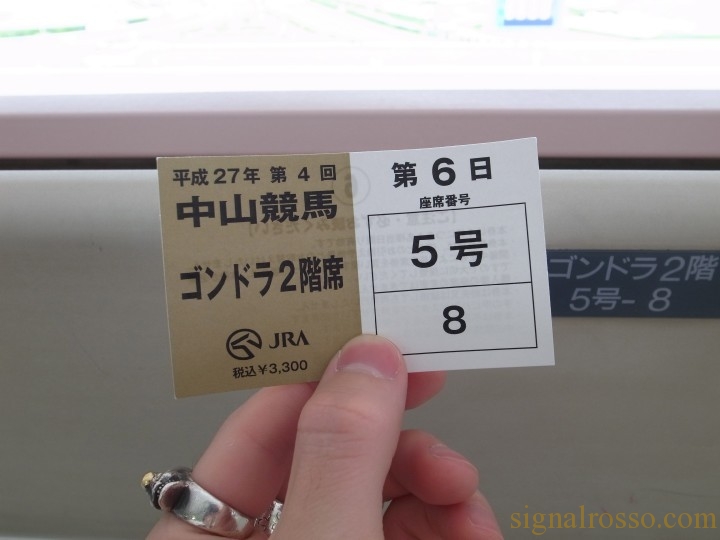 平成27年 第4回
中山競馬
ゴンドラ2階席
JRA
税込¥3,300
第6日
座席番号
5号
8
ゴンドラ2階
5号-8
signalrosso.com